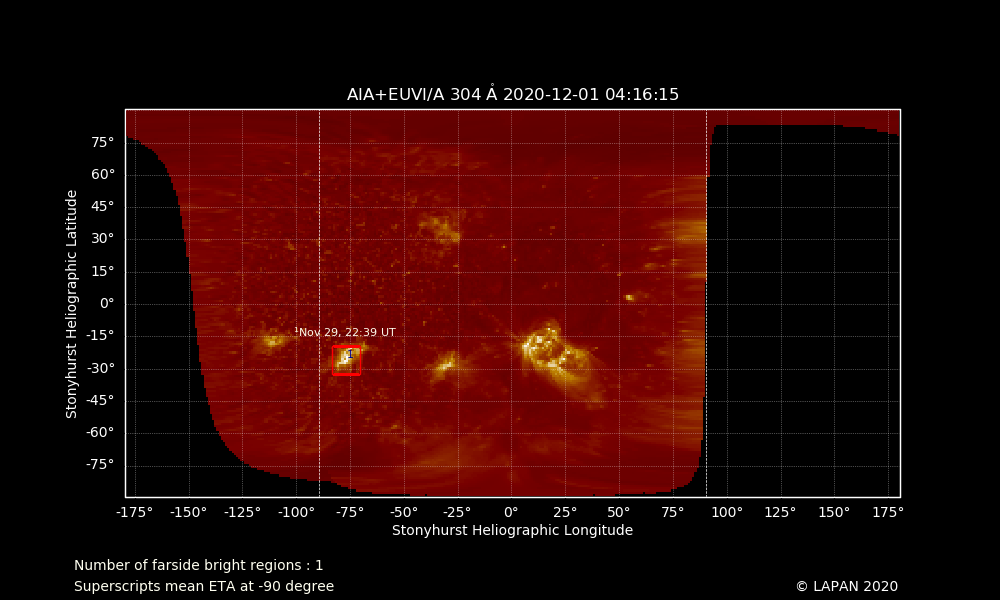 AIA+EUVI/A 304 Å 2020-12-01 04:16:15
75°
60°
45°
30°
15°
0°
-15°
-30°
-45°
-60°
-75°
Stonyhurst Heliographic Latitude
¹Nov 29, 22:39 UT
1
-175° -150° -125° -100° -75° -50° -25° 0° 25° 50° 75° 100° 125° 150° 175°
Stonyhurst Heliographic Longitude
Number of farside bright regions : 1
Superscripts mean ETA at -90 degree
© LAPAN 2020